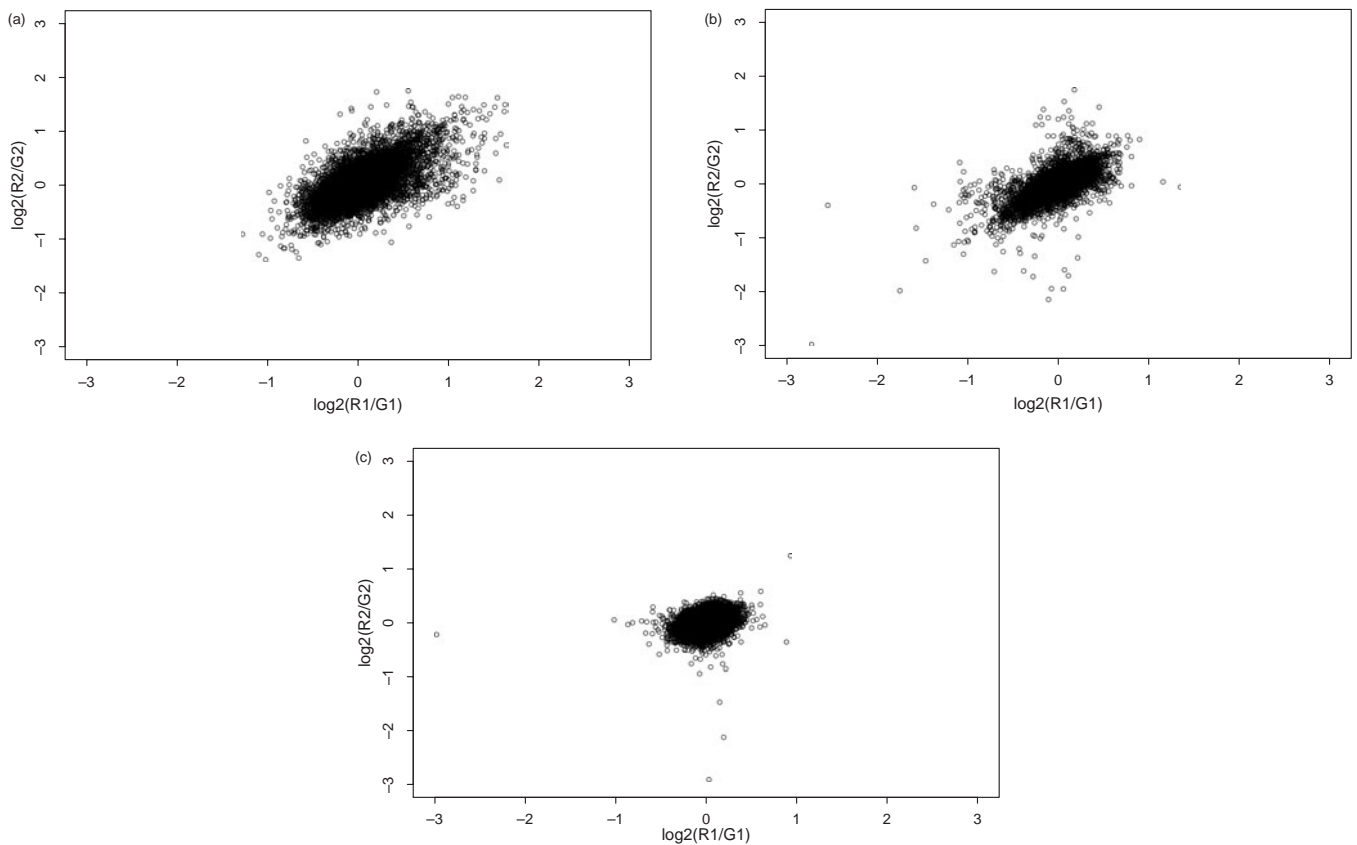 (a)
3
2
1
0
–1
–2
–3
log2(R2/G2)
–3 –2 –1 0 1 2 3
log2(R1/G1)
(b)
3
2
1
0
–1
–2
–3
log2(R2/G2)
–3 –2 –1 0 1 2 3
log2(R1/G1)
(c)
3
2
1
0
–1
–2
–3
log2(R2/G2)
–3 –2 –1 0 1 2 3
log2(R1/G1)